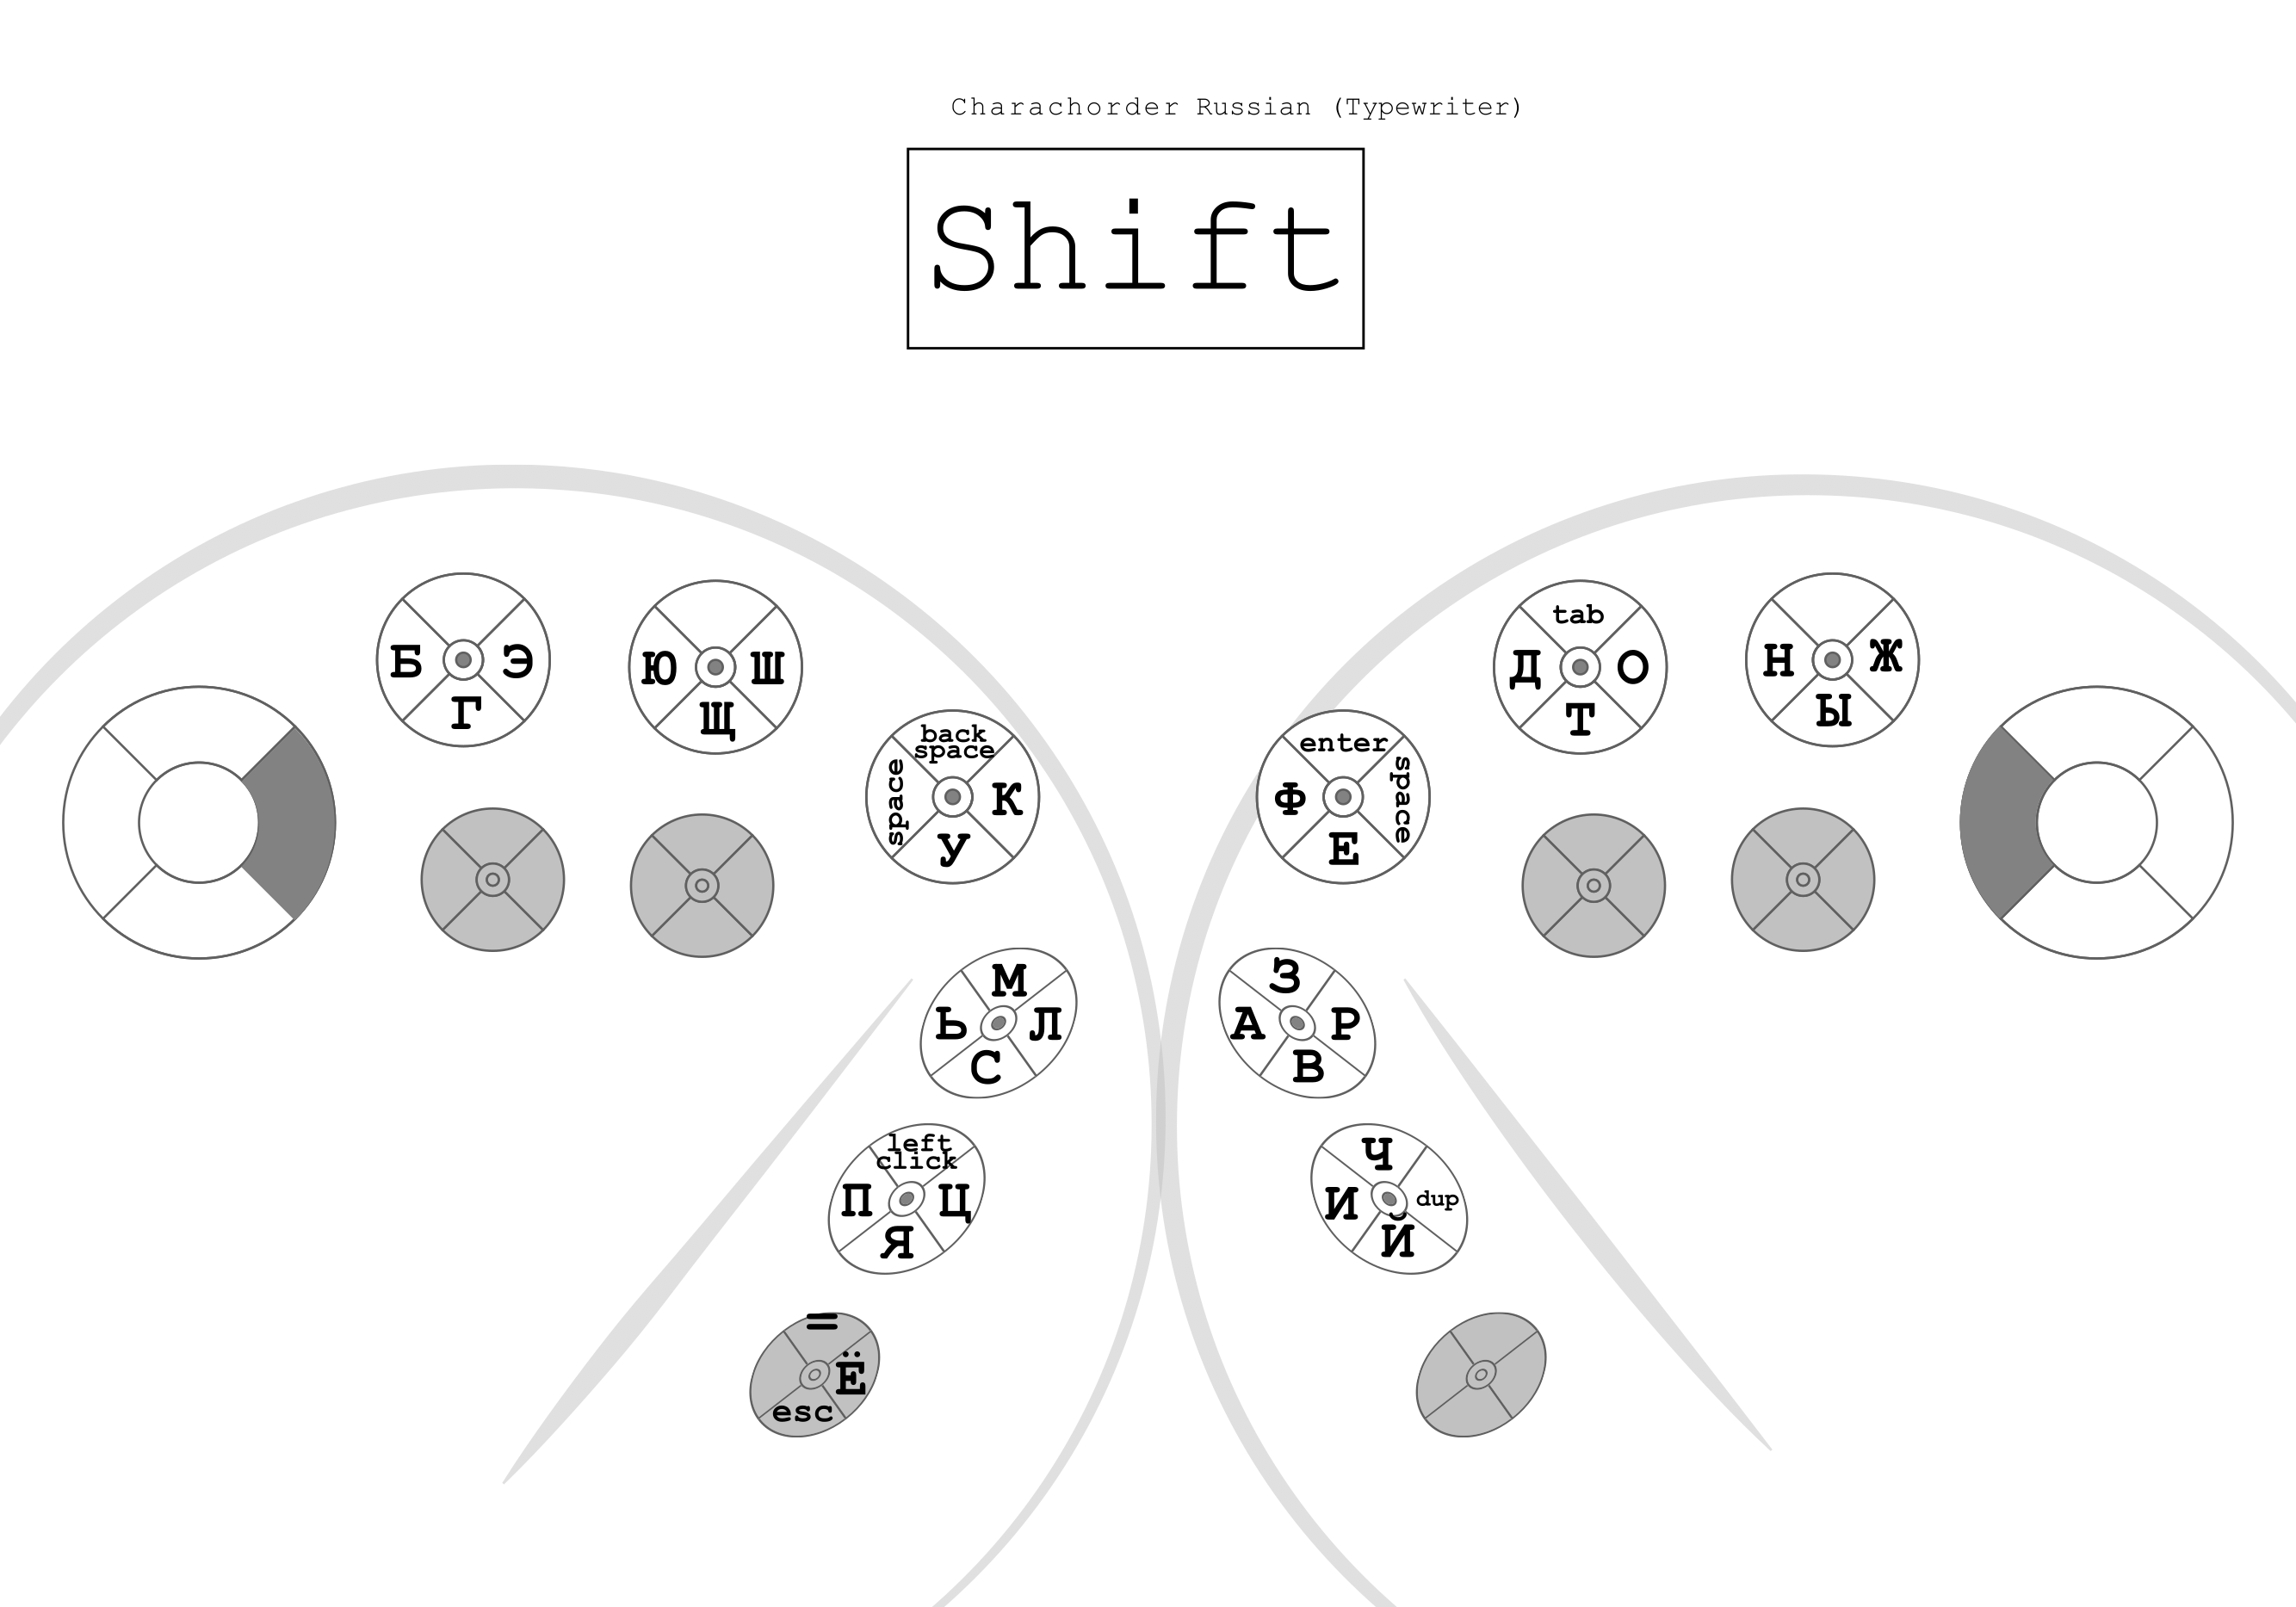 Charachorder Russian (Typewriter)
Shift
Б Э
Г
Ю Ш
Щ
back
space
space
К
У
enter
Ф
space
Е
tab
Д О
Т
Н Ж
Ы
М
Ь Л
С
З
А Р
В
left
click
П Ц
Я
Ч
И dup
Й
=
Ё
esc